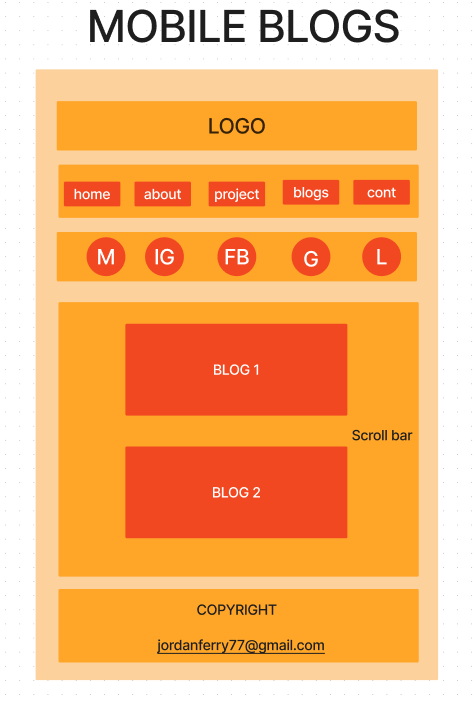 MOBILE BLOGS
LOGO
home about project blogs cont
M IG FB G L
BLOG 1
Scroll bar
BLOG 2
COPYRIGHT
jordanferry77@gmail.com